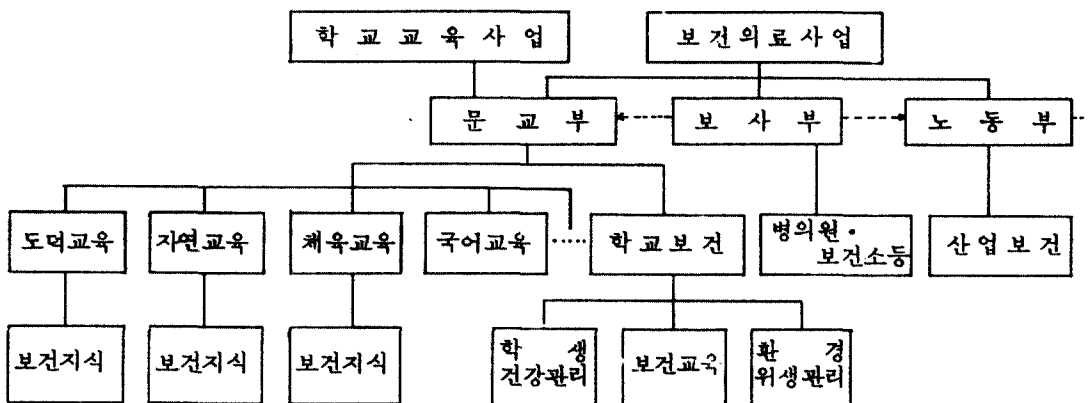 학교교육사업
보건의료사업
문교부
보사부
노동부
도덕교육
자연교육
체육교육
국어교육
학교보건
병의원·
보건소등
산업보건
보건지식
보건지식
보건지식
학생
건강관리
보건교육
환경
위생관리